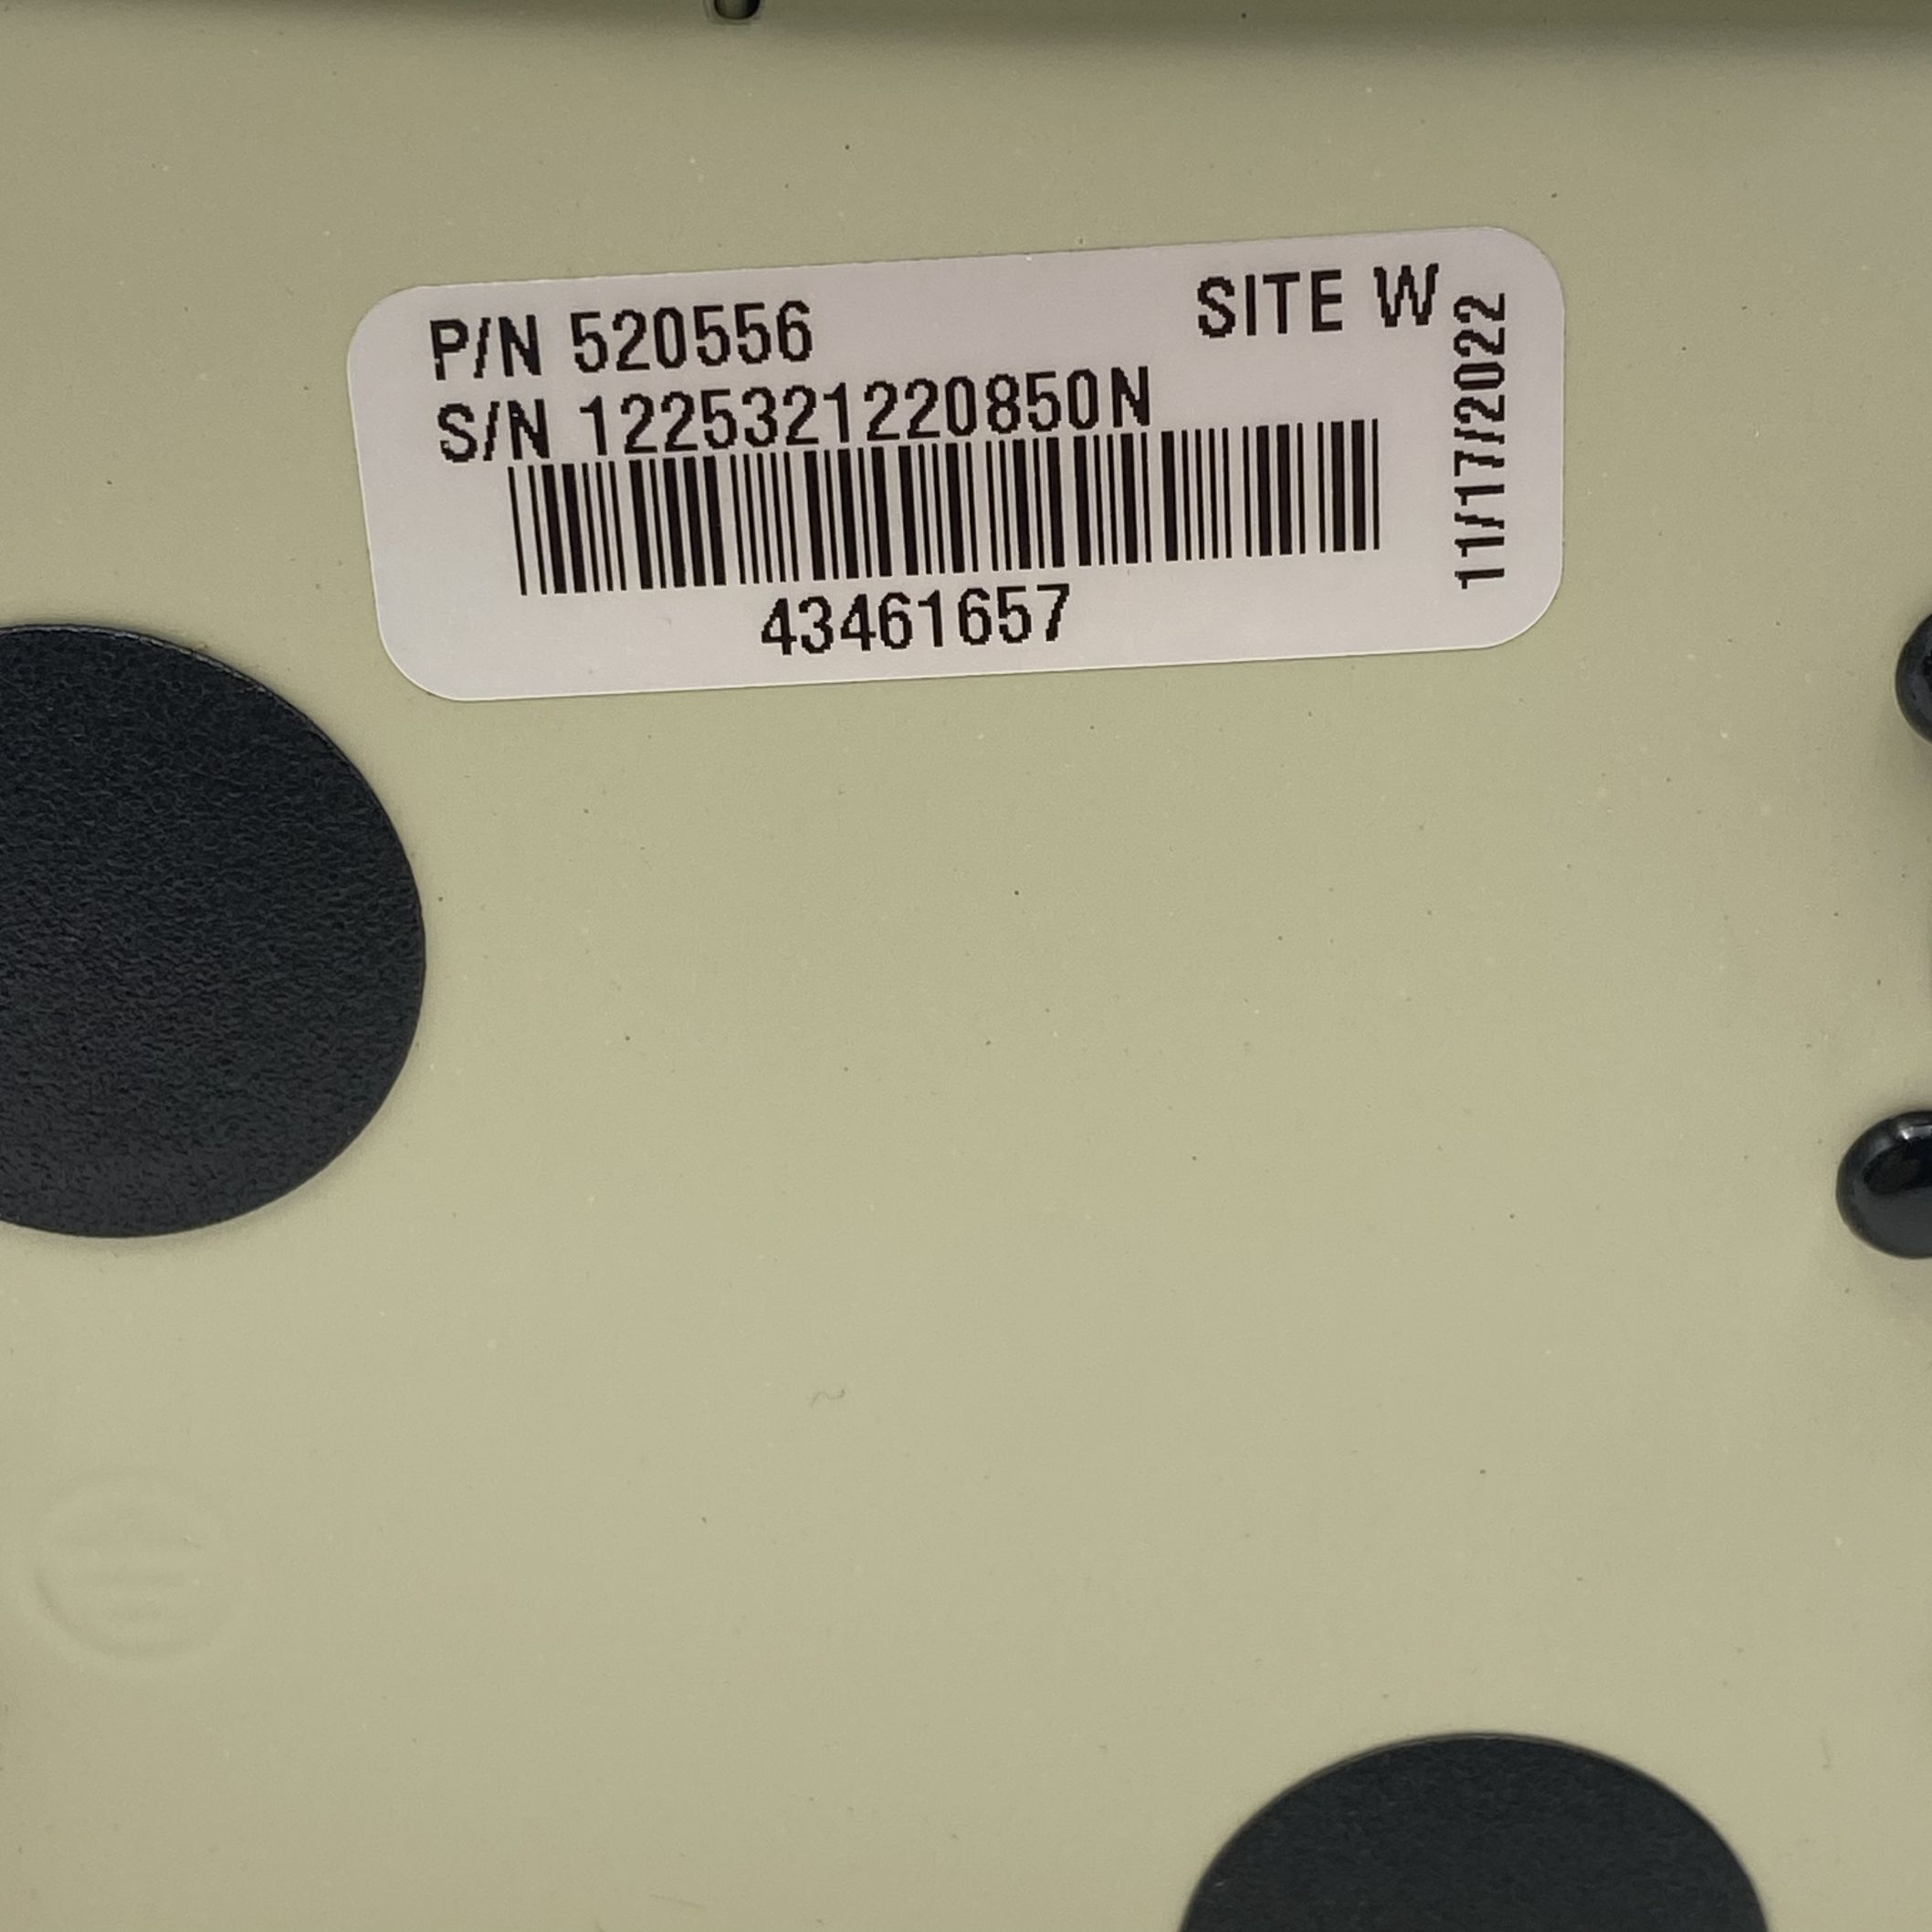 P/N 520556
SITE W
S/N 1225321220850N
11/17/2022
43461657